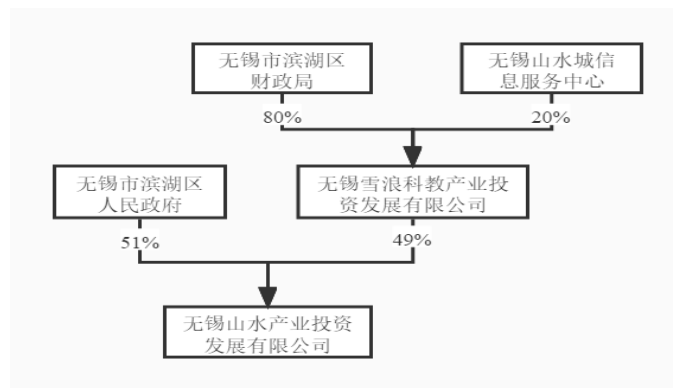 无锡市滨湖区
财政局
无锡山水城信
息服务中心
80%
20%
无锡市滨湖区
人民政府
无锡雪浪科教产业投
资发展有限公司
51%
49%
无锡山水产业投资
发展有限公司